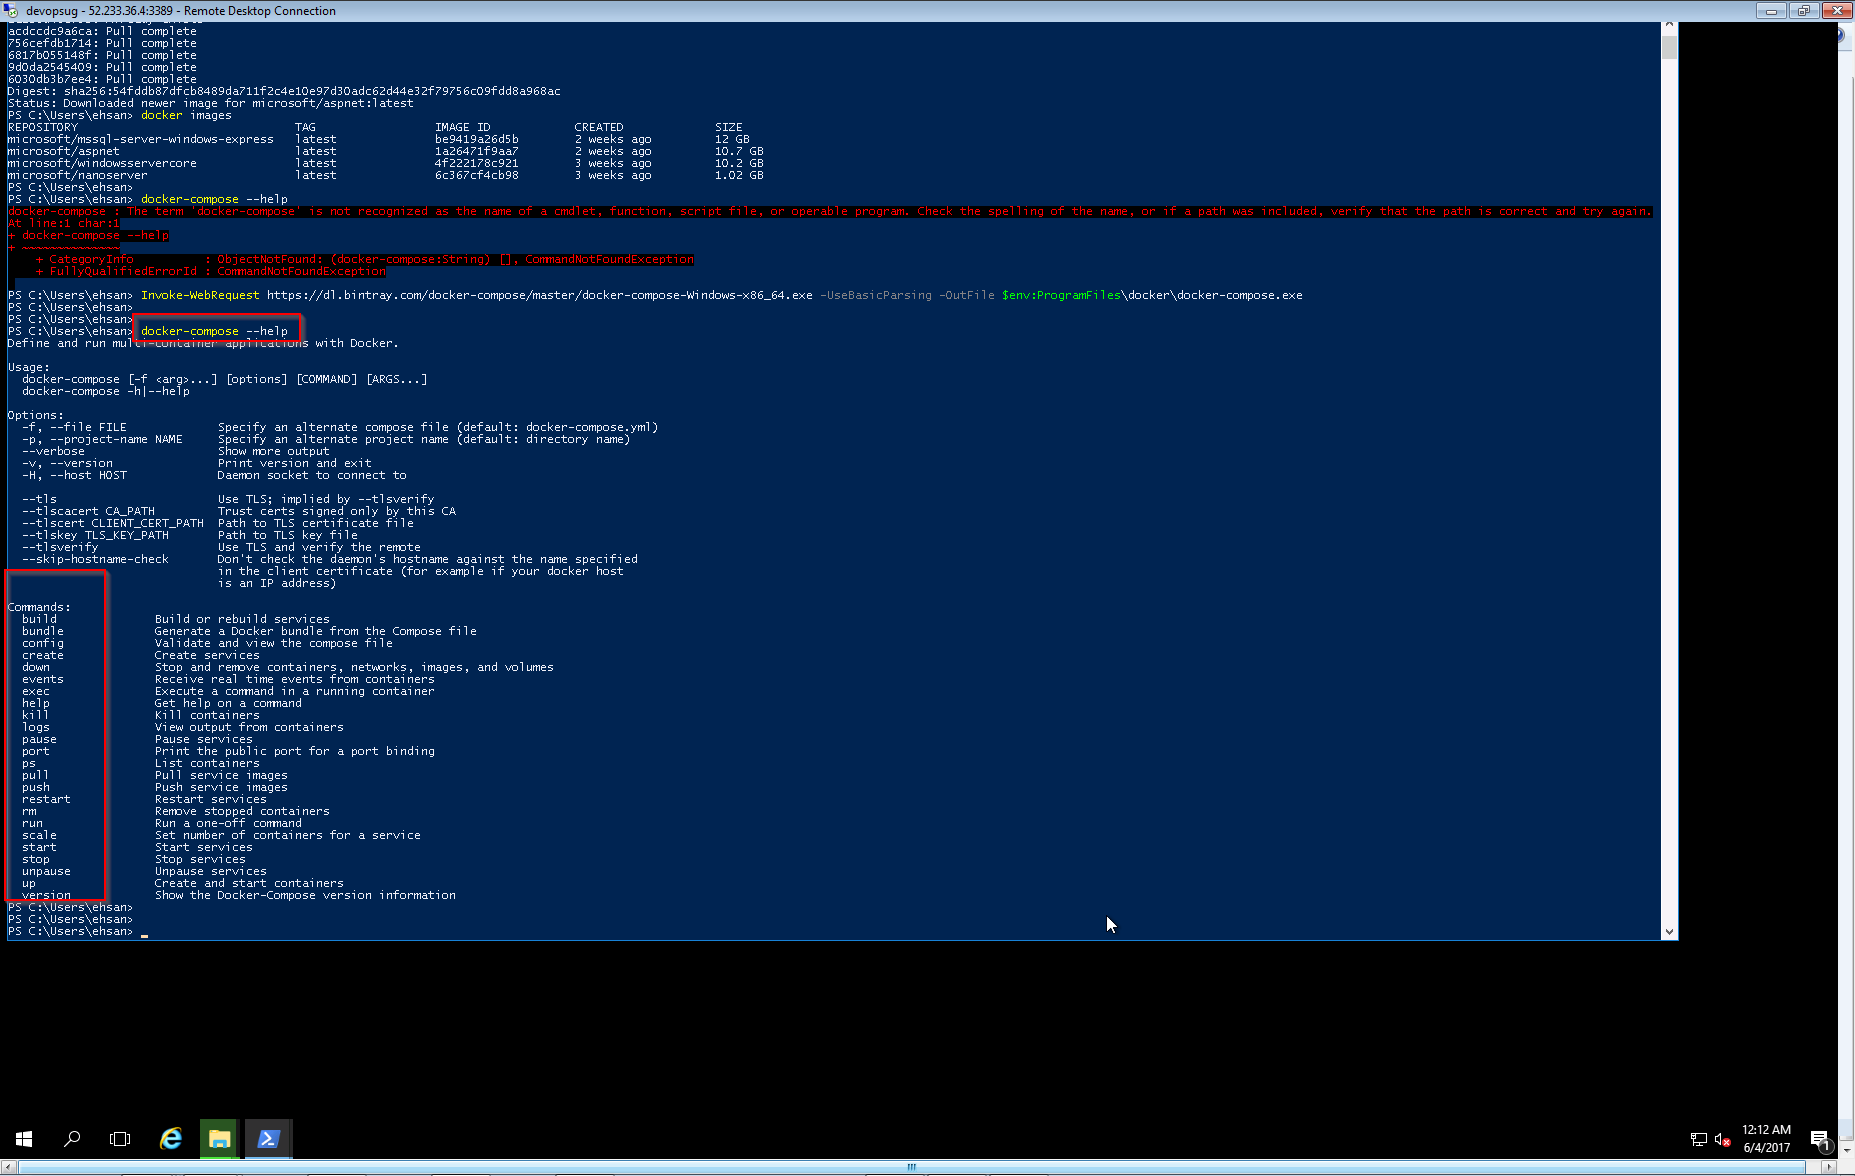 devopsug - 52.233.36.4:3389 - Remote Desktop Connection
acdccdc9a6ca: Pull complete
756cefdb1714: Pull complete
6817b055148f: Pull complete
9d0da2545409: Pull complete
6030db3b7ee4: Pull complete
Digest: sha256:54fddb87dfcb8489da711f2c4e10e97d30adc62d44e32f79756c09fdd8a968ac
Status: Downloaded newer image for microsoft/aspnet:latest
PS C:\Users\ehsan> docker images
REPOSITORY TAG IMAGE ID CREATED SIZE
microsoft/mssql-server-windows-express latest be9419a26d5b 2 weeks ago 12 GB
microsoft/aspnet latest 1a26471f9aa7 2 weeks ago 10.7 GB
microsoft/windowsservercore latest 4f222178c921 3 weeks ago 10.2 GB
microsoft/nanoserver latest 6c367cf4cb98 3 weeks ago 1.02 GB
PS C:\Users\ehsan>
PS C:\Users\ehsan> docker-compose --help
docker-compose : The term 'docker-compose' is not recognized as the name of a cmdlet, function, script file, or operable program. Check the spelling of the name, or if a path was included, verify that the path is correct and try again.
At line:1 char:1
+ docker-compose --help
+ ~~~~~~~~~~~~~~
+ CategoryInfo : ObjectNotFound: (docker-compose:String) [], CommandNotFoundException
+ FullyQualifiedErrorId : CommandNotFoundException
PS C:\Users\ehsan> Invoke-WebRequest https://dl.bintray.com/docker-compose/master/docker-compose-Windows-x86_64.exe -UseBasicParsing -OutFile $env:ProgramFiles\docker\docker-compose.exe
PS C:\Users\ehsan>
PS C:\Users\ehsan>
PS C:\Users\ehsan> docker-compose --help
Define and run multi-container applications with Docker.
Usage:
docker-compose [-f <arg>...] [options] [COMMAND] [ARGS...]
docker-compose -h|--help
Options:
-f, --file FILE Specify an alternate compose file (default: docker-compose.yml)
-p, --project-name NAME Specify an alternate project name (default: directory name)
--verbose Show more output
-v, --version Print version and exit
-H, --host HOST Daemon socket to connect to
--tls Use TLS; implied by --tlsverify
--tlscacert CA_PATH Trust certs signed only by this CA
--tlscert CLIENT_CERT_PATH Path to TLS certificate file
--tlskey TLS_KEY_PATH Path to TLS key file
--tlsverify Use TLS and verify the remote
--skip-hostname-check Don't check the daemon's hostname against the name specified
in the client certificate (for example if your docker host
is an IP address)
Commands:
build Build or rebuild services
bundle Generate a Docker bundle from the Compose file
config Validate and view the compose file
create Create services
down Stop and remove containers, networks, images, and volumes
events Receive real time events from containers
exec Execute a command in a running container
help Get help on a command
kill Kill containers
logs View output from containers
pause Pause services
port Print the public port for a port binding
ps List containers
pull Pull service images
push Push service images
restart Restart services
rm Remove stopped containers
run Run a one-off command
scale Set number of containers for a service
start Start services
stop Stop services
unpause Unpause services
up Create and start containers
version Show the Docker-Compose version information
PS C:\Users\ehsan>
PS C:\Users\ehsan>
PS C:\Users\ehsan>
12:12 AM
6/4/2017
1